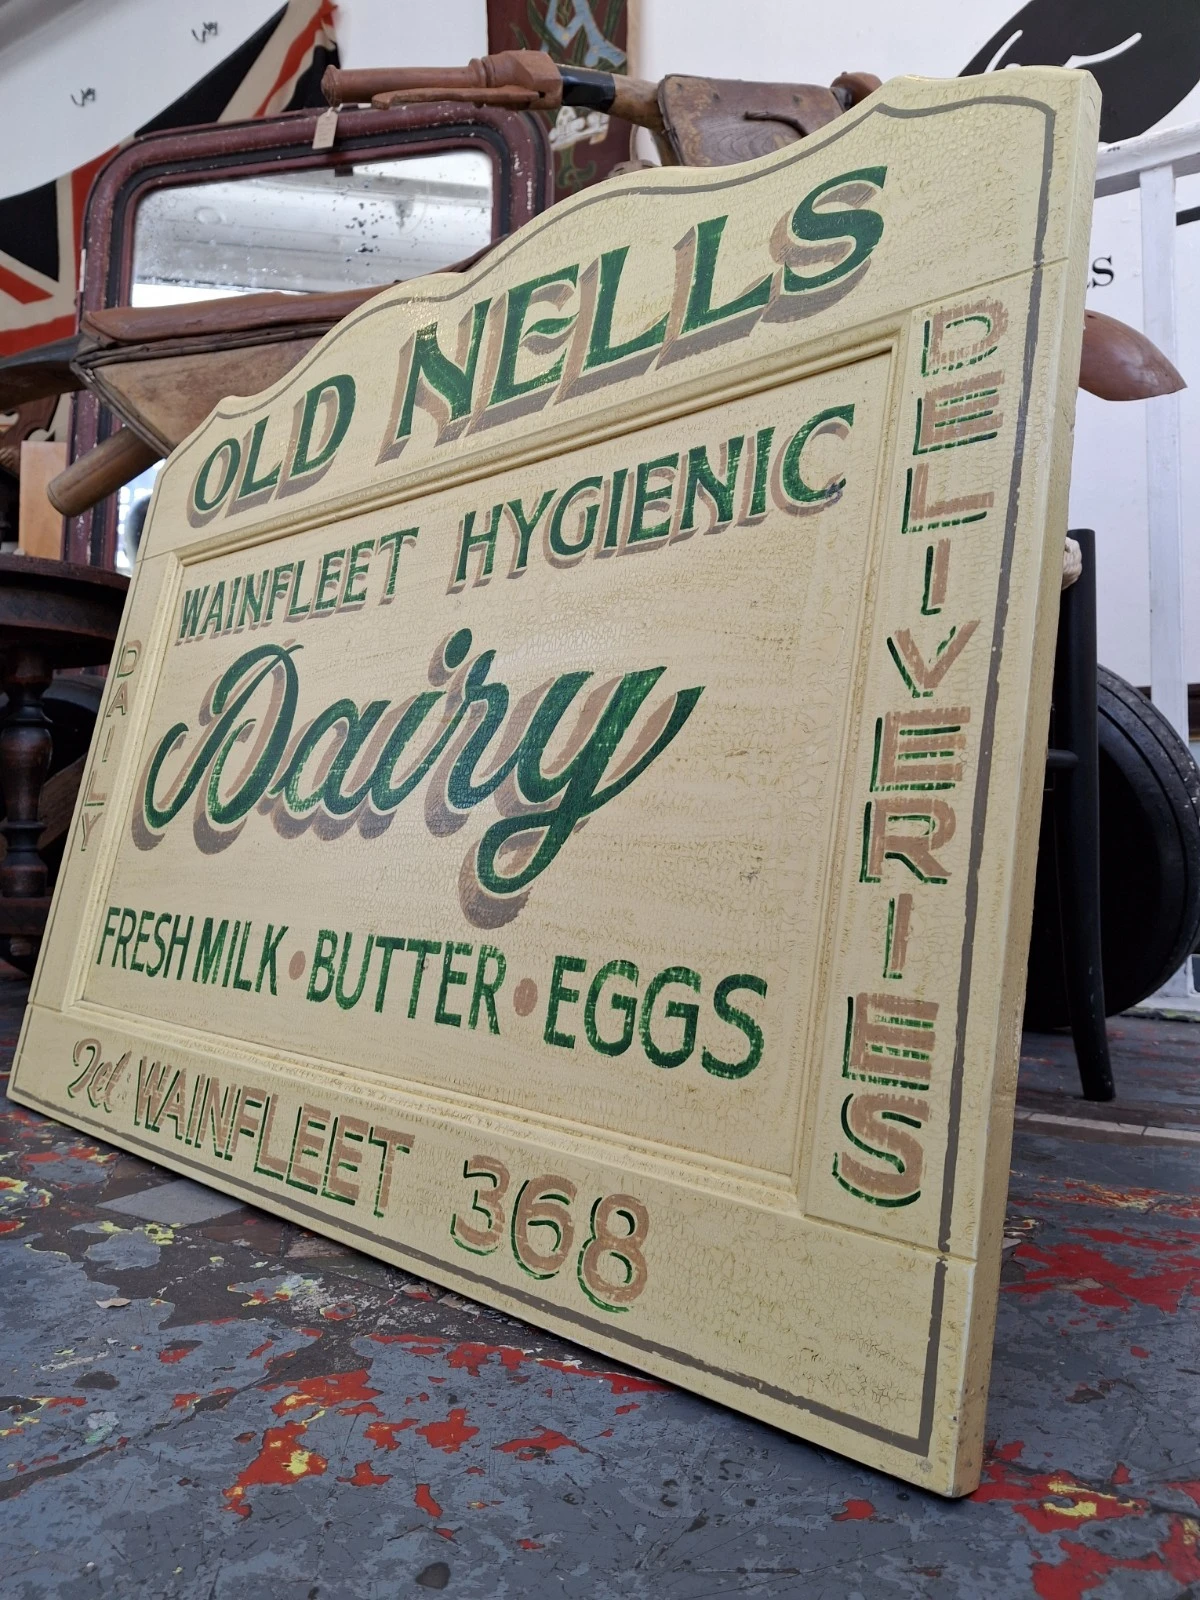 OLD NELLS
WAINFLEET HYGIENIC
Dairy
FRESH MILK • BUTTER • EGGS
DAILY
DELIVERIES
Tel: WAINFLEET 368